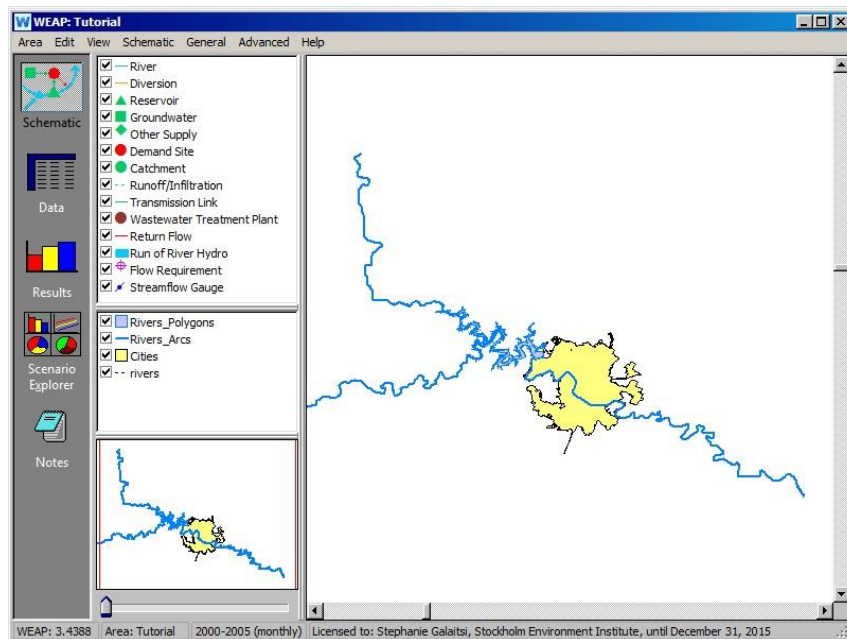 WEAP: Tutorial
Area Edit View Schematic General Advanced Help
Schematic
Data
Results
Scenario
Explorer
Notes
River
Diversion
Reservoir
Groundwater
Other Supply
Demand Site
Catchment
Runoff/Infiltration
Transmission Link
Wastewater Treatment Plant
Return Flow
Run of River Hydro
Flow Requirement
Streamflow Gauge
Rivers_Polygons
Rivers_Arcs
Cities
rivers
WEAP: 3.4388 Area: Tutorial 2000-2005 (monthly) Licensed to: Stephanie Galaitsi, Stockholm Environment Institute, until December 31, 2015